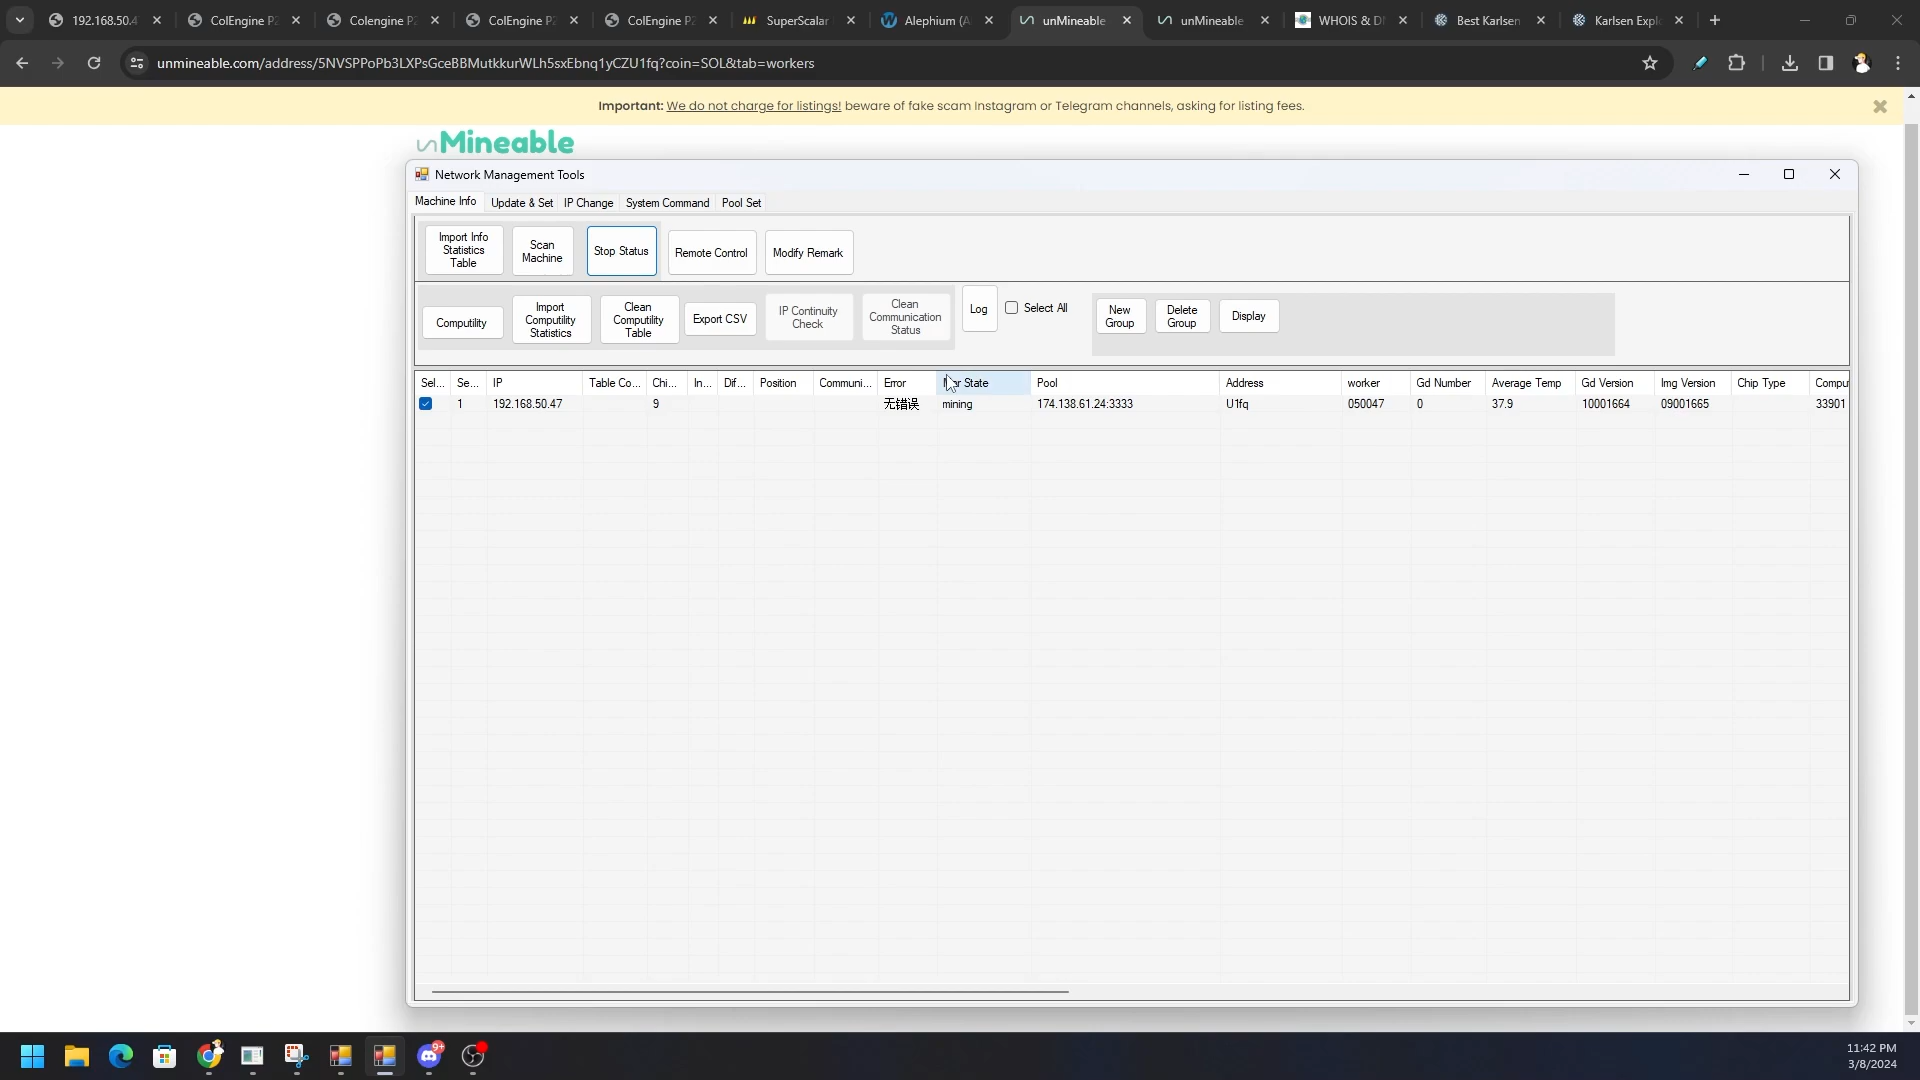 192.168.50.4
ColEngine P2
Colengine P2
ColEngine P2
ColEngine P2
SuperScalar
Alephium (A
unMineable
unMineable
WHOIS & D
Best Karlsen
Karlsen Expl
unmineable.com/address/5NVSPPoPb3LXPsGceBBMutkkurWLh5sxEbnq1yCZU1fq?coin=SOL&tab=workers
Important: We do not charge for listings! beware of fake scam Instagram or Telegram channels, asking for listing fees.
unMineable
Network Management Tools
Machine Info Update & Set IP Change System Command Pool Set
Import Info
Statistics
Table
Scan
Machine
Stop Status
Remote Control
Modify Remark
Computility
Import
Computility
Statistics
Clean
Computility
Table
Export CSV
IP Continuity
Check
Clean
Communication
Status
Log
Select All
New
Group
Delete
Group
Display
Sel... Se... IP Table Co... Chi... In... Dif... Position Communi... Error State Pool Address worker Gd Number Average Temp Gd Version Img Version Chip Type Compu
1 192.168.50.47 9 无错误 mining 174.138.61.24:3333 U1fq 050047 0 37.9 10001664 09001665 33901
9+
11:42 PM
3/8/2024